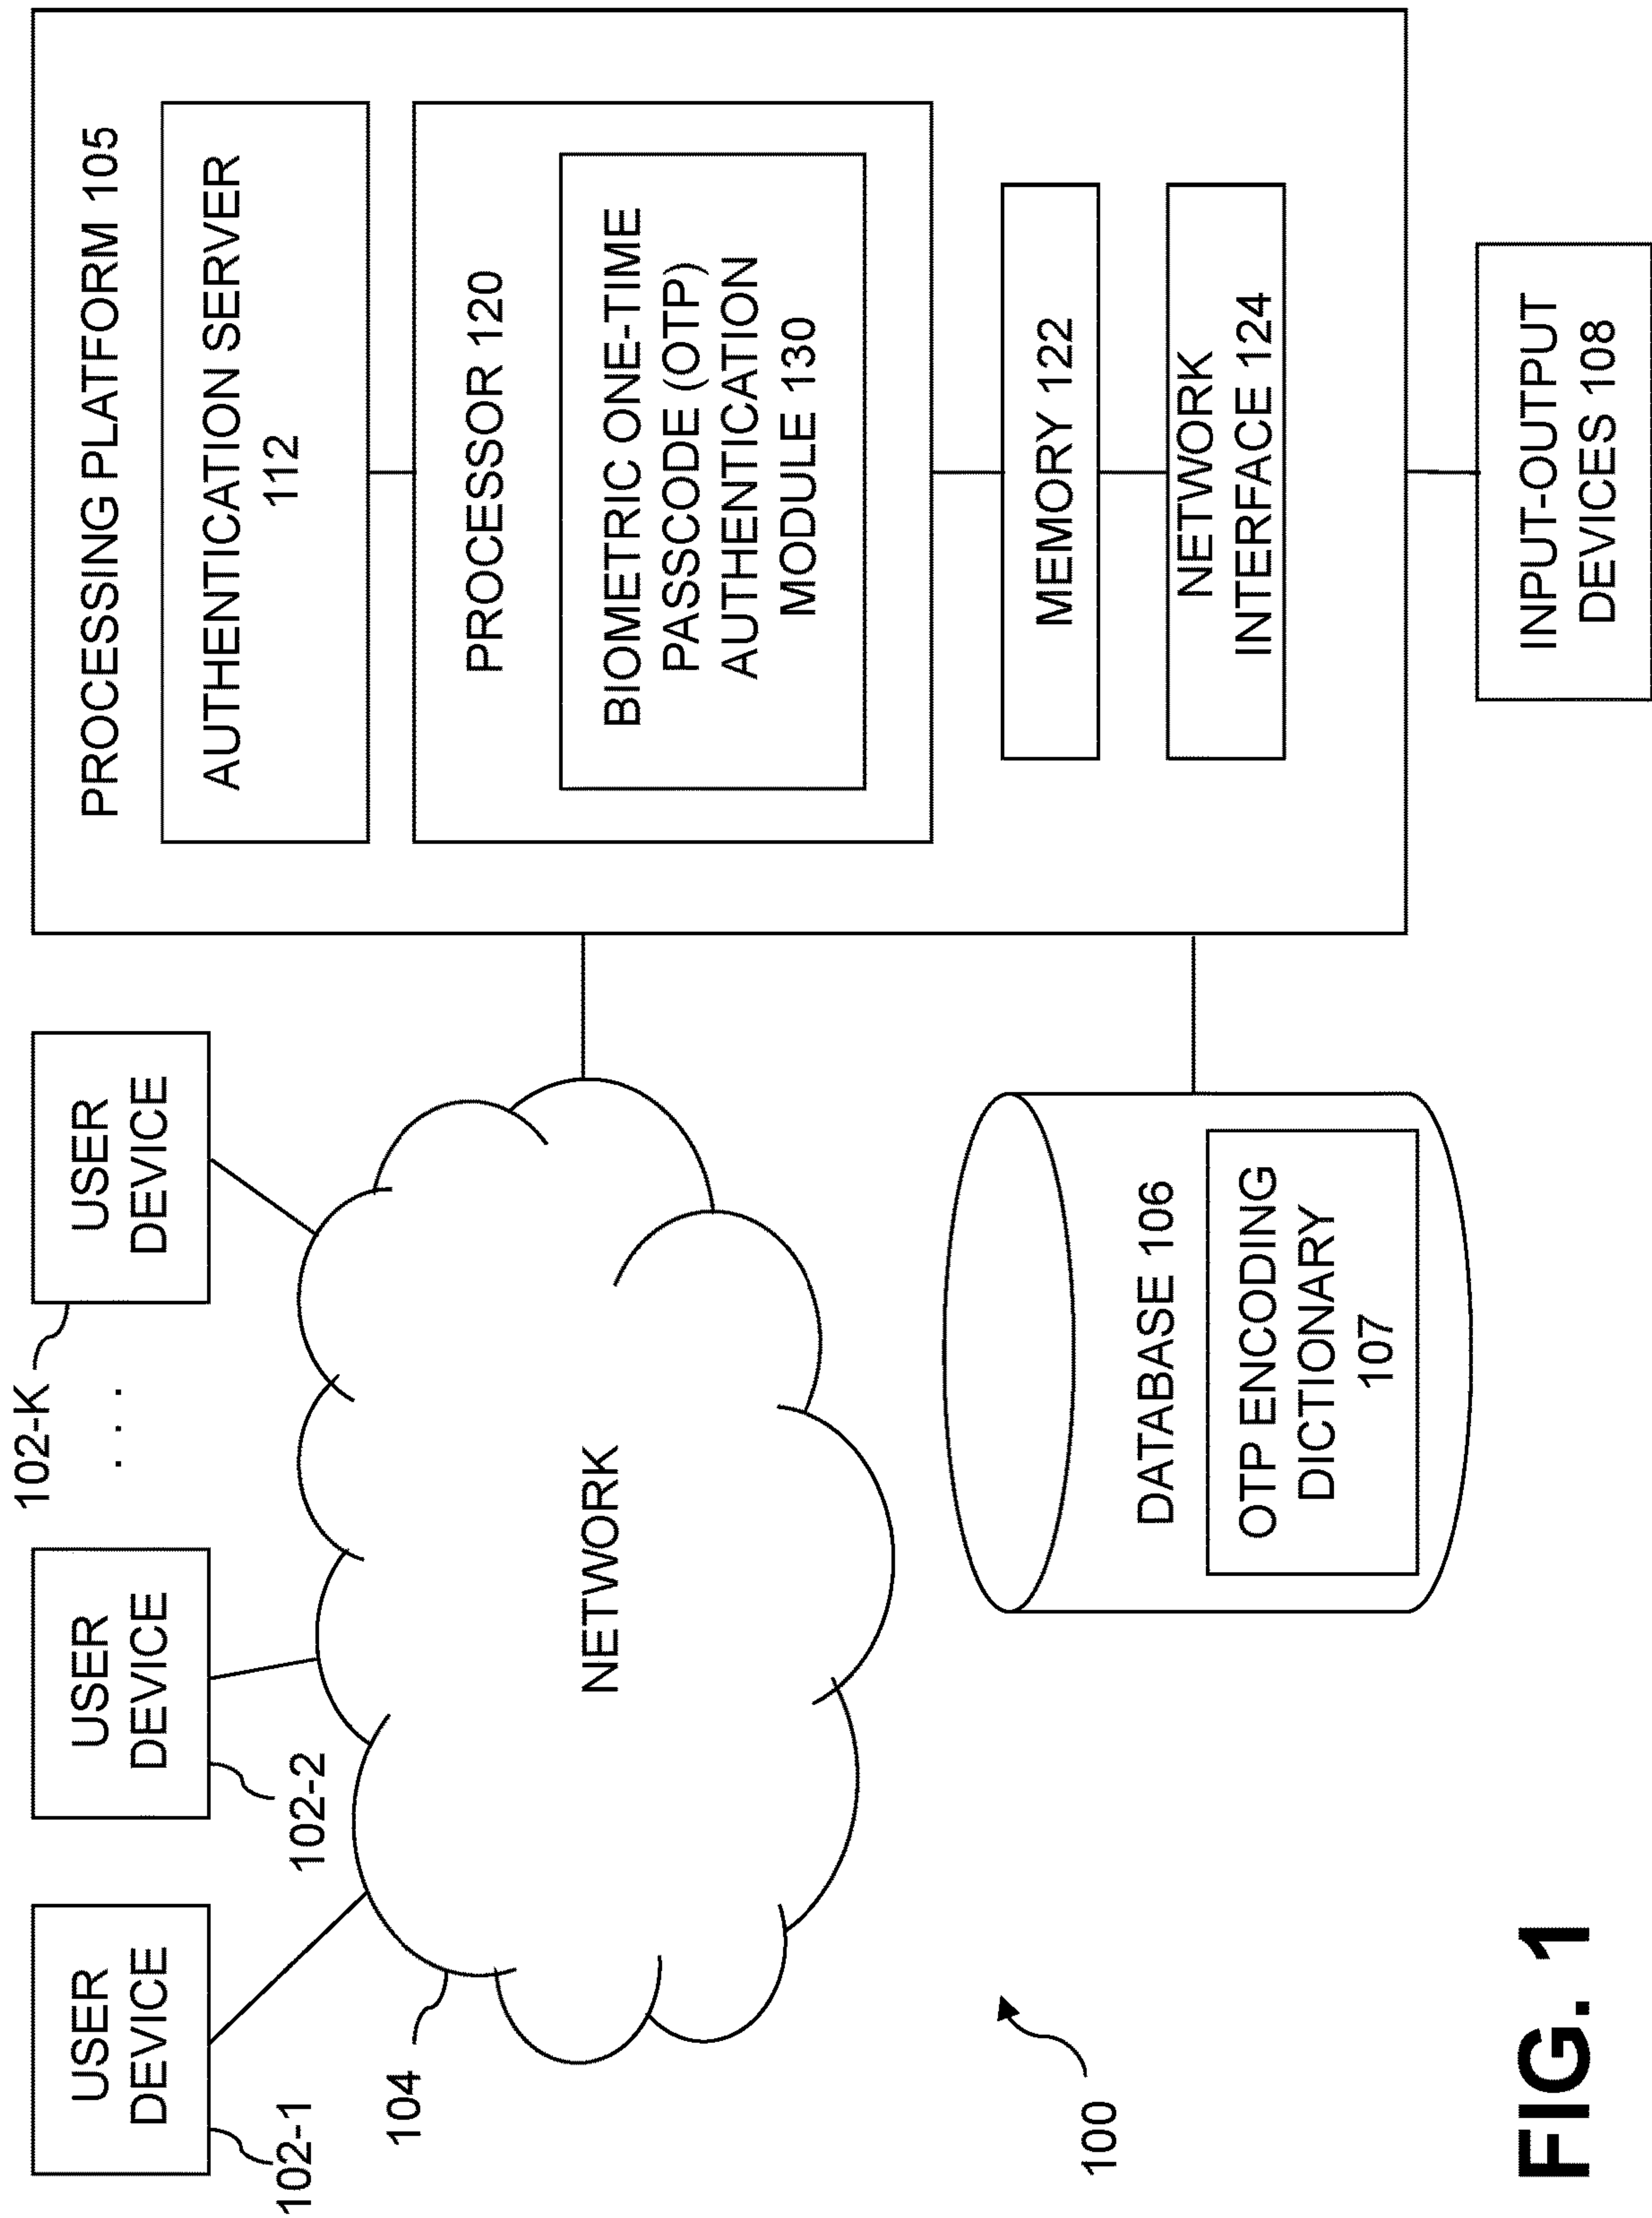 USER
DEVICE
102-1
USER
DEVICE
102-2
. . .
102-K
USER
DEVICE
104
NETWORK
100
DATABASE 106
OTP ENCODING
DICTIONARY
107
PROCESSING PLATFORM 105
AUTHENTICATION SERVER
112
PROCESSOR 120
BIOMETRIC ONE-TIME
PASSCODE (OTP)
AUTHENTICATION
MODULE 130
MEMORY 122
NETWORK
INTERFACE 124
INPUT-OUTPUT
DEVICES 108
FIG. 1